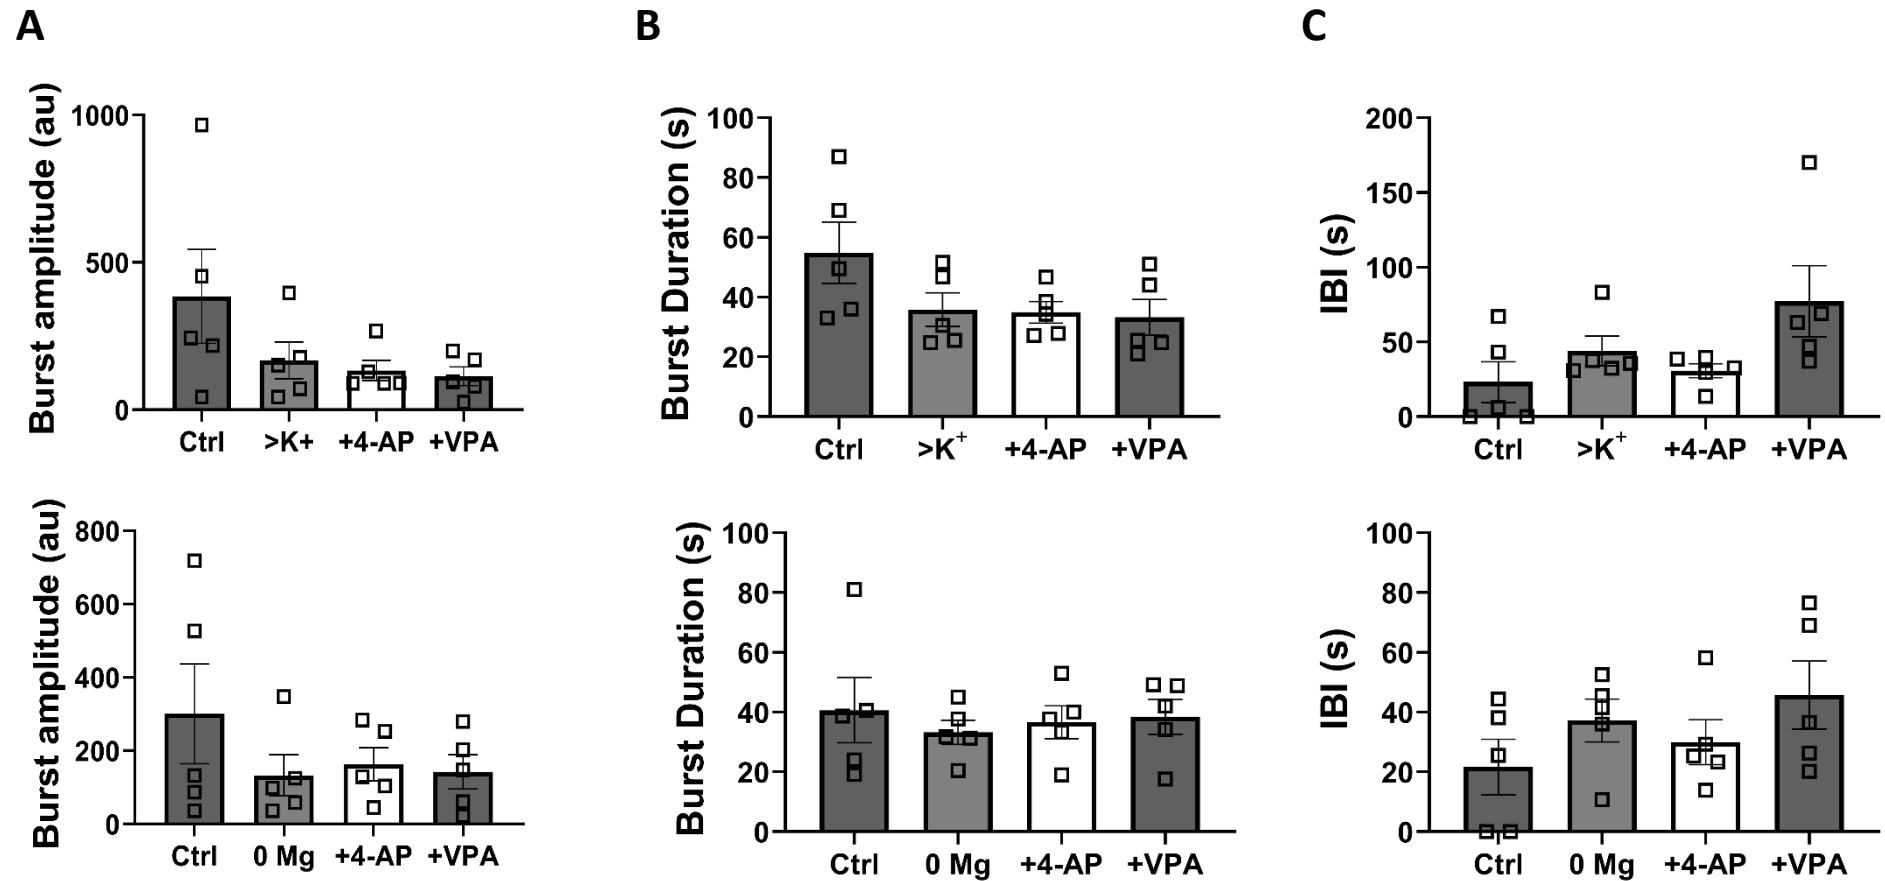 A
B
C
Burst amplitude (au)
1000
500
0
Ctrl >K+ +4-AP +VPA
Burst Duration (s)
100
80
60
40
20
0
Ctrl >K⁺ +4-AP +VPA
IBI (s)
200
150
100
50
0
Ctrl >K⁺ +4-AP +VPA
Burst amplitude (au)
800
600
400
200
0
Ctrl 0 Mg +4-AP +VPA
Burst Duration (s)
100
80
60
40
20
0
Ctrl 0 Mg +4-AP +VPA
IBI (s)
100
80
60
40
20
0
Ctrl 0 Mg +4-AP +VPA